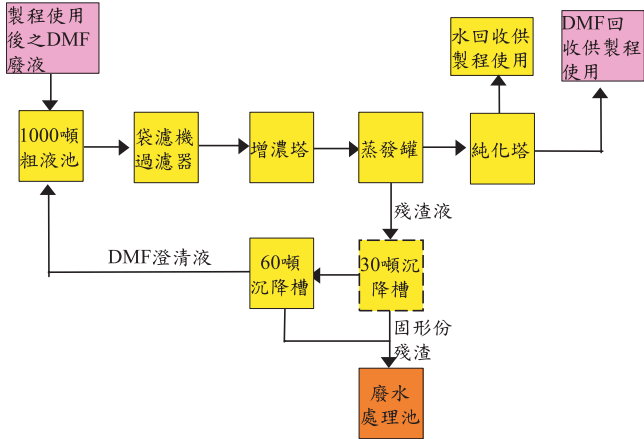 製程使用
後之DMF
廢液
水回收供
製程使用
DMF回
收供製程
使用
1000噸
粗液池
袋濾機
過濾器
增濃塔
蒸發罐
純化塔
殘渣液
DMF澄清液
60噸
沉降槽
30噸沉
降槽
固形份
殘渣
廢水
處理池